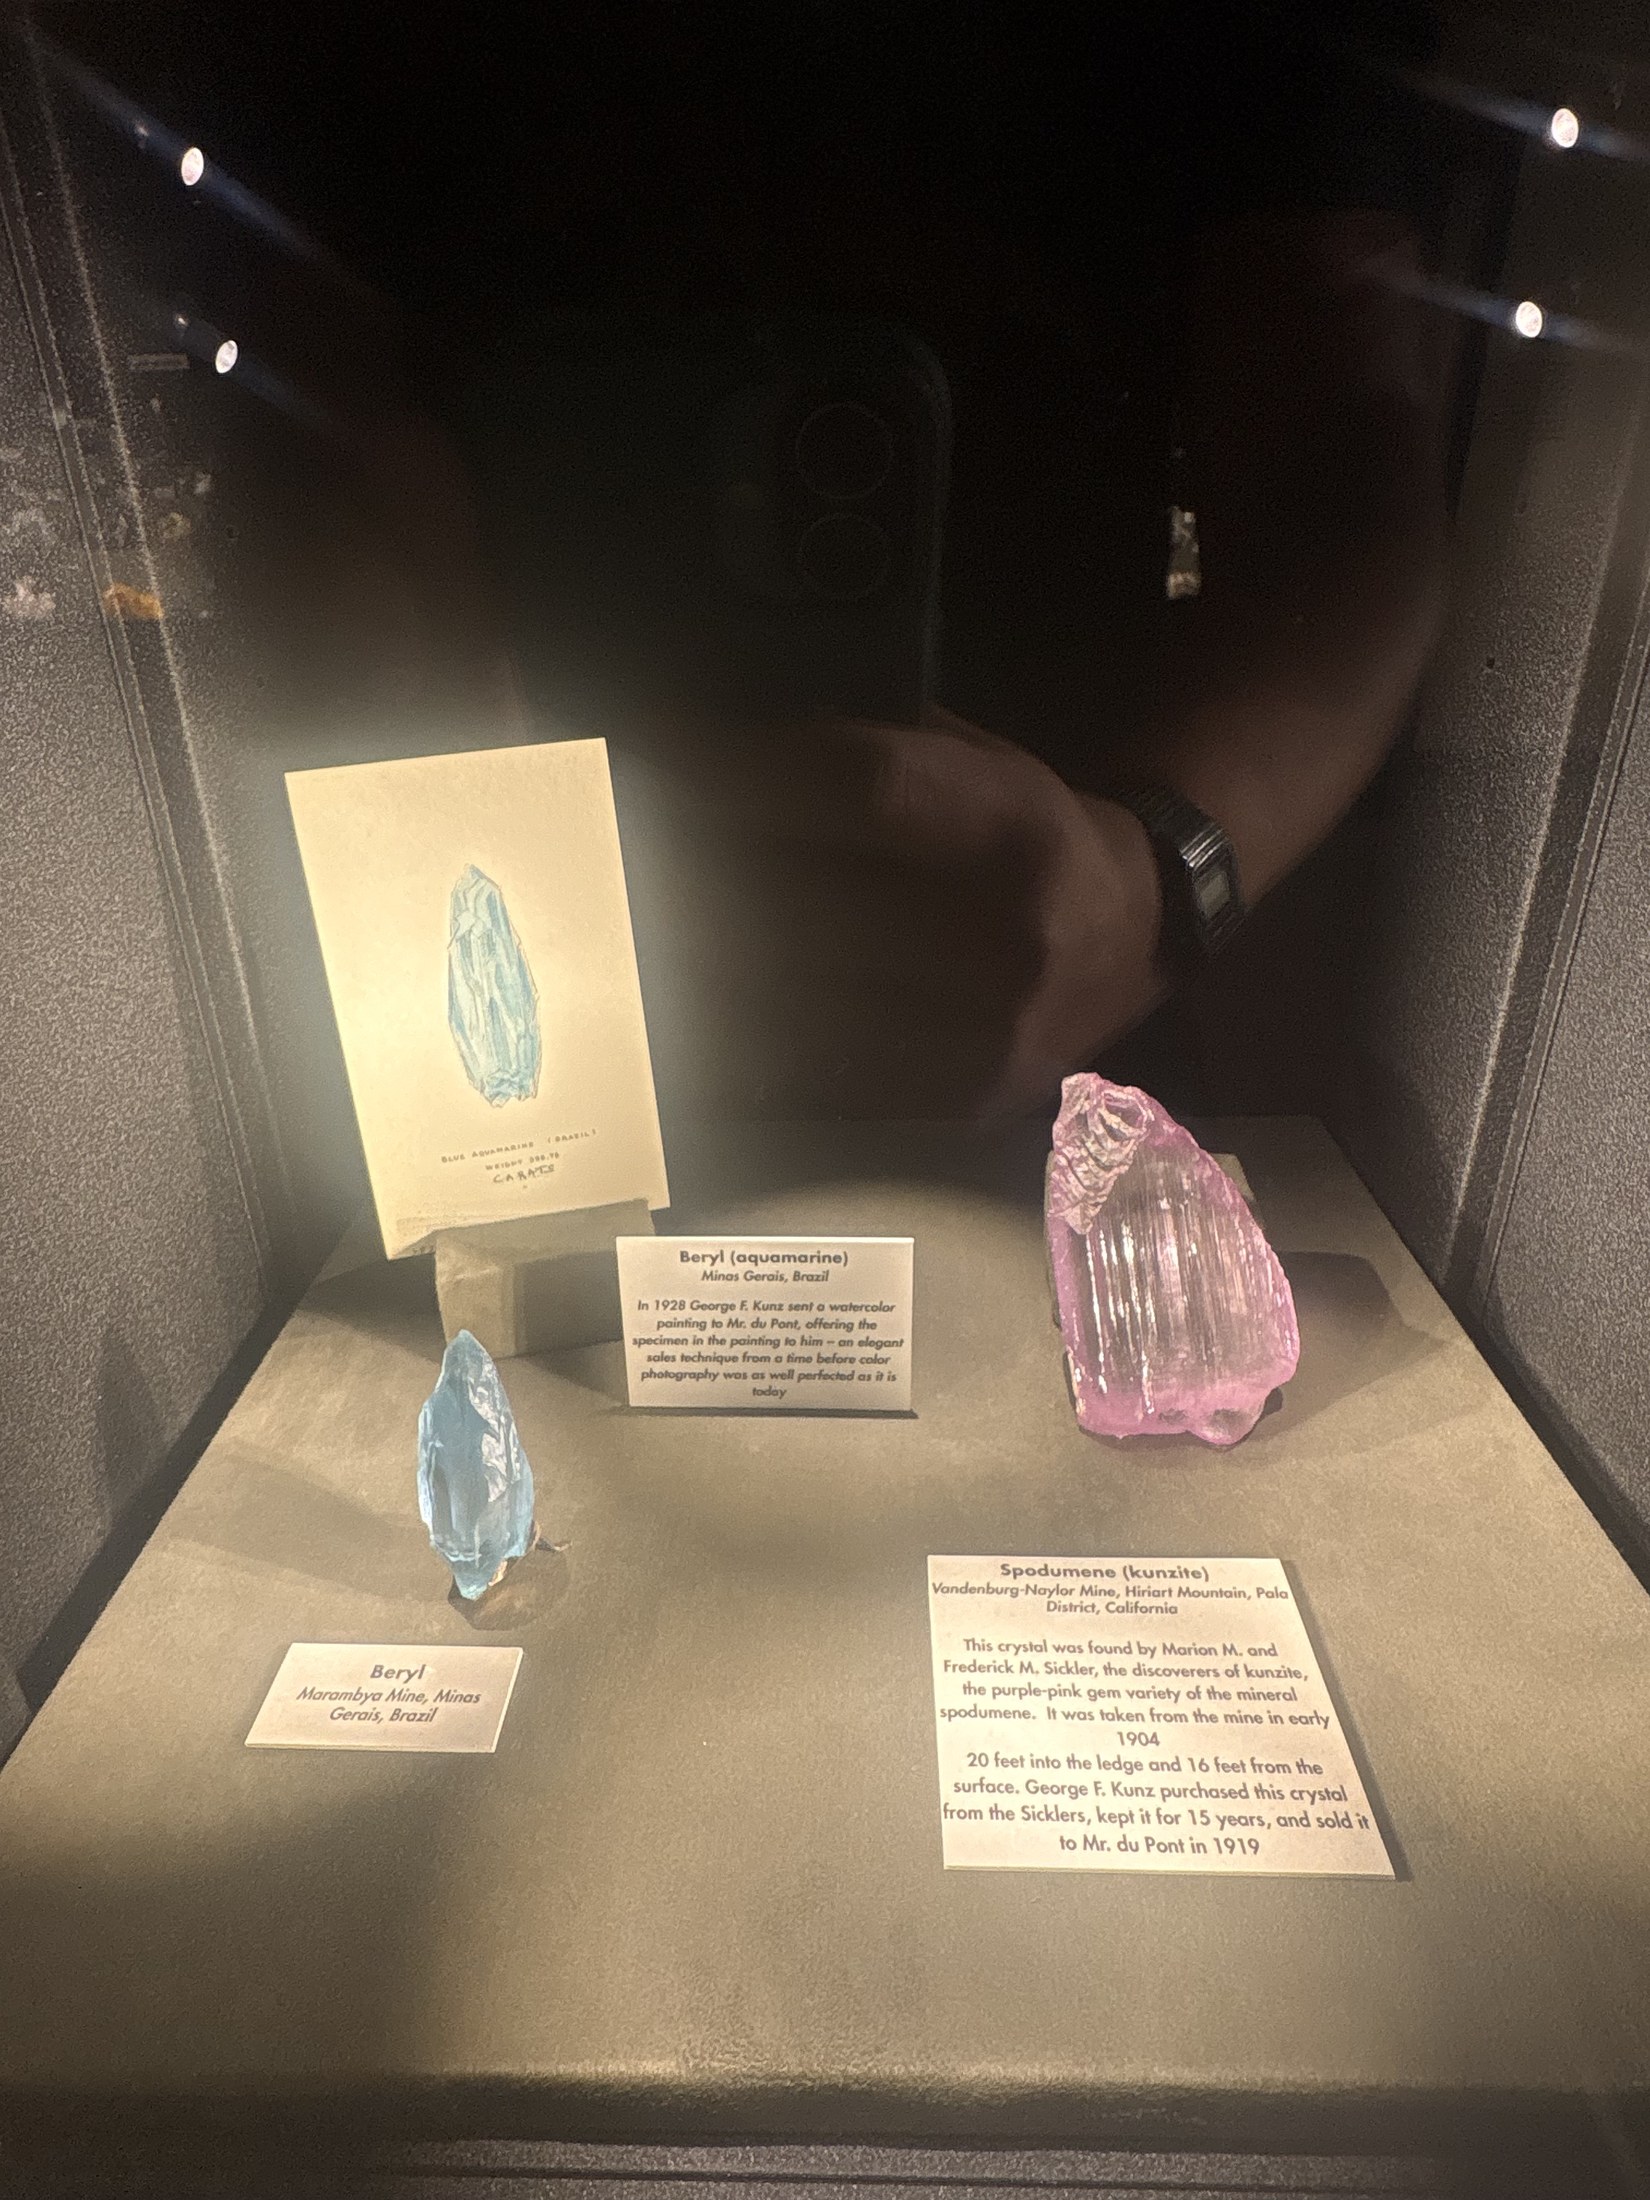 BLUE AQUAMARINE (BRAZIL)
WEIGHT
CARATS
Beryl (aquamarine)
Minas Gerais, Brazil
In 1928 George F. Kunz sent a watercolor
painting to Mr. du Pont, offering the
specimen in the painting to him – an elegant
sales technique from a time before color
photography was as well perfected as it is
today
Beryl
Marambya Mine, Minas
Gerais, Brazil
Spodumene (kunzite)
Vandenburg-Naylor Mine, Hiriart Mountain, Pala
District, California
This crystal was found by Marion M. and
Frederick M. Sickler, the discoverers of kunzite,
the purple-pink gem variety of the mineral
spodumene. It was taken from the mine in early
1904
20 feet into the ledge and 16 feet from the
surface. George F. Kunz purchased this crystal
from the Sicklers, kept it for 15 years, and sold it
to Mr. du Pont in 1919